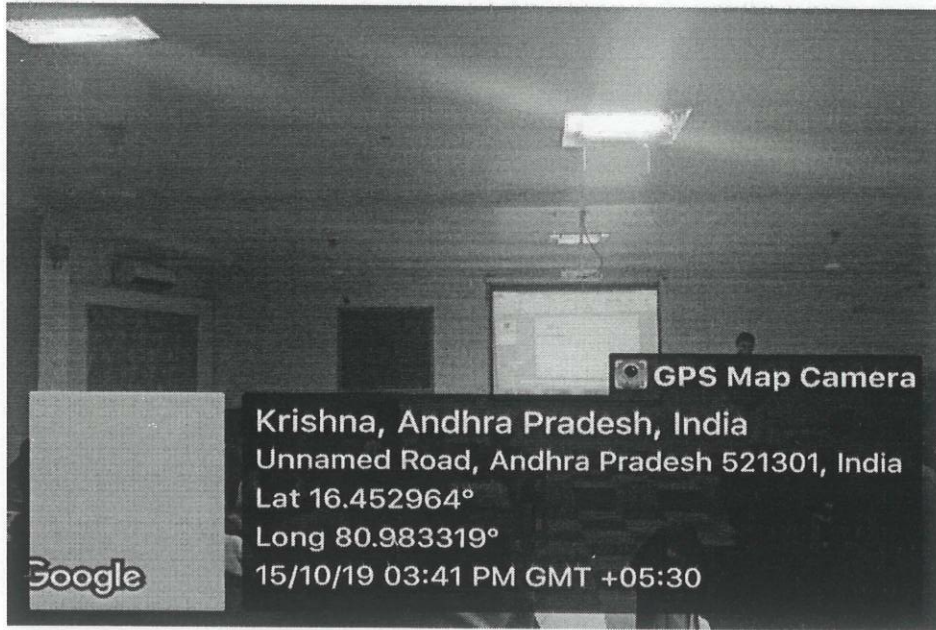 GPS Map Camera
Krishna, Andhra Pradesh, India
Unnamed Road, Andhra Pradesh 521301, India
Lat 16.452964°
Long 80.983319°
15/10/19 03:41 PM GMT +05:30
Google